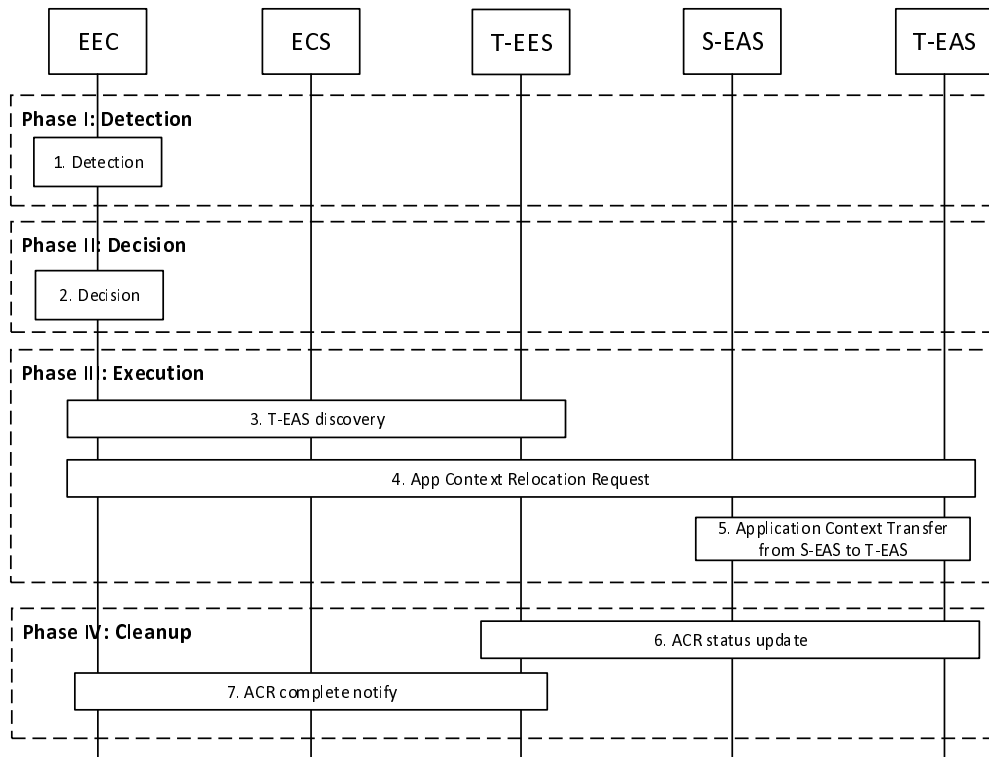 EEC
ECS
T-EES
S-EAS
T-EAS
Phase I: Detection
1. Detection
Phase II: Decision
2. Decision
Phase III: Execution
3. T-EAS discovery
4. App Context Relocation Request
5. Application Context Transfer
from S-EAS to T-EAS
Phase IV: Cleanup
6. ACR status update
7. ACR complete notify